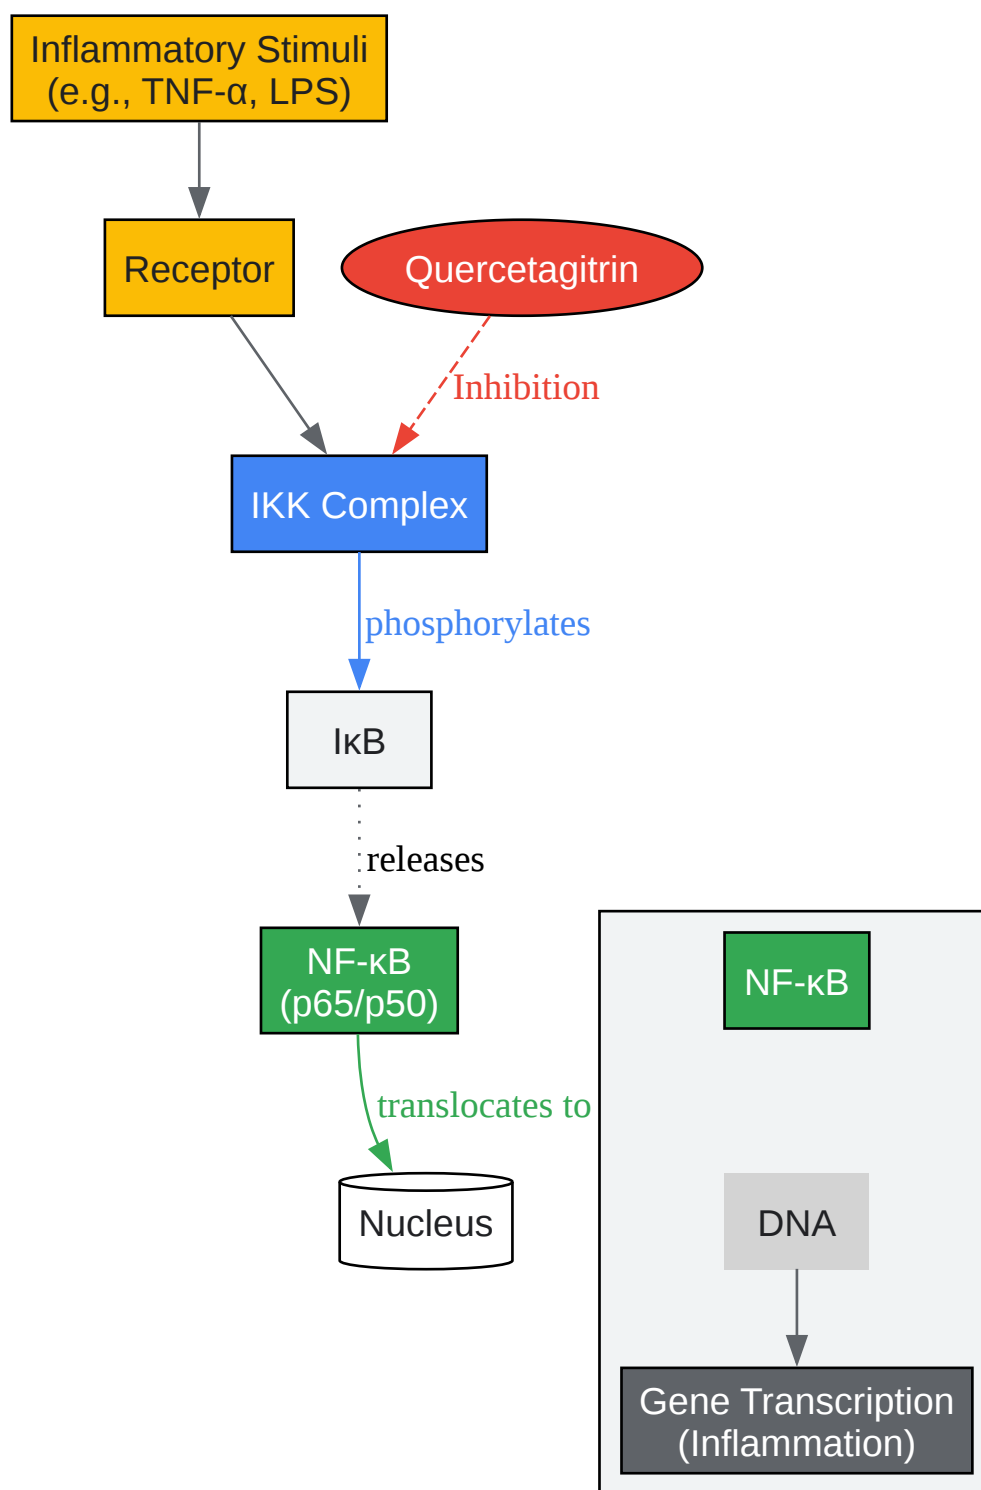 Inflammatory Stimuli
(e.g., TNF-α, LPS)
Receptor
Quercetagitrin
Inhibition
IKK Complex
phosphorylates
IκB
releases
NF-κB
(p65/p50)
NF-κB
translocates to
Nucleus
DNA
Gene Transcription
(Inflammation)